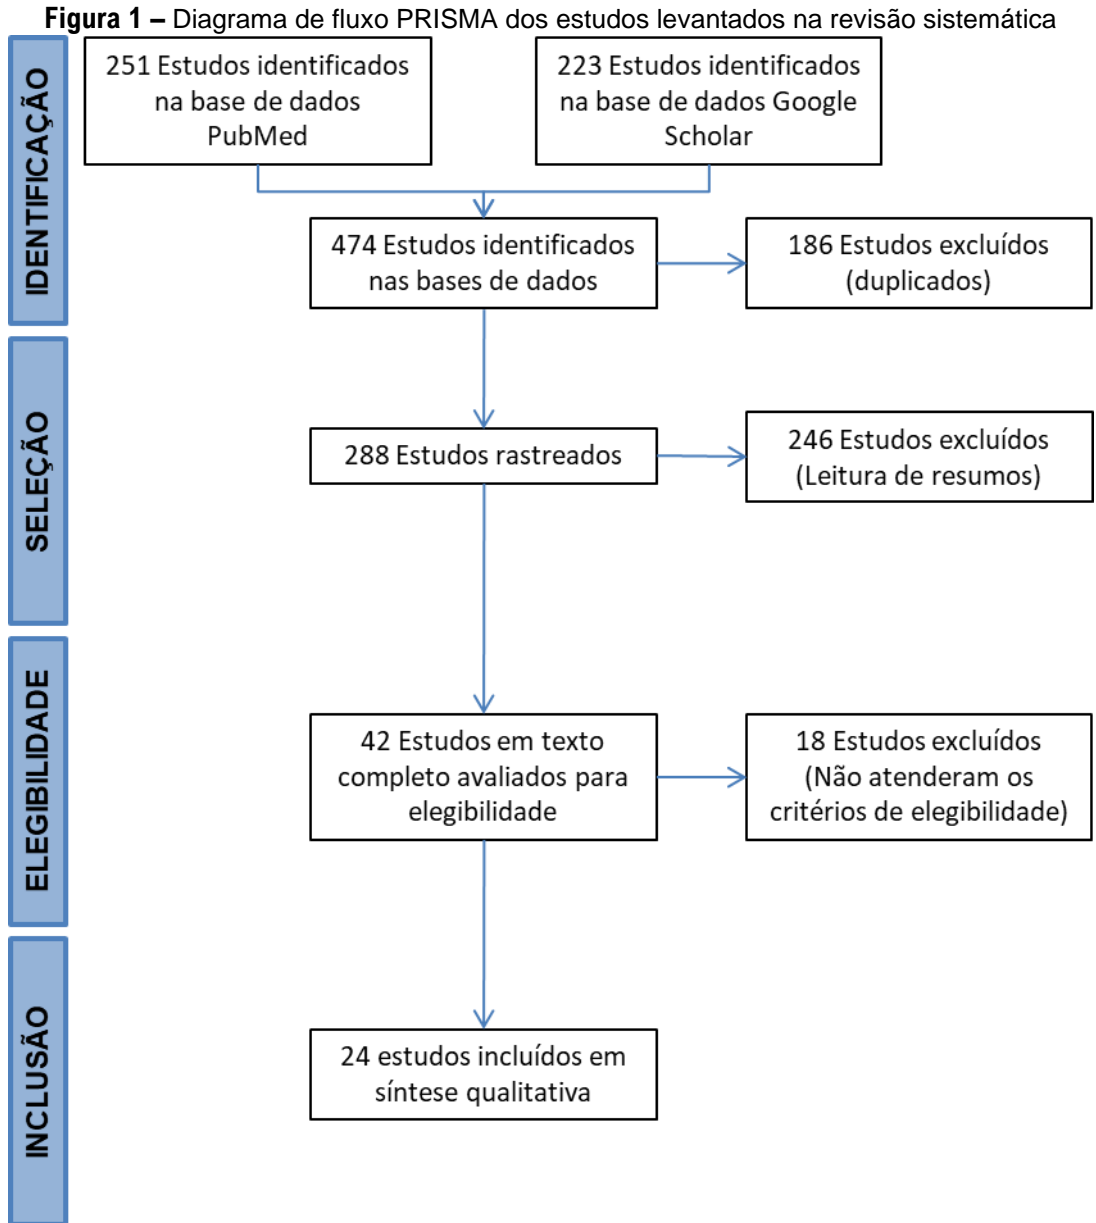 Figura 1 – Diagrama de fluxo PRISMA dos estudos levantados na revisão sistemática
IDENTIFICAÇÃO
251 Estudos identificados
na base de dados
PubMed
223 Estudos identificados
na base de dados Google
Scholar
474 Estudos identificados
nas bases de dados
186 Estudos excluídos
(duplicados)
SELEÇÃO
288 Estudos rastreados
246 Estudos excluídos
(Leitura de resumos)
ELEGIBILIDADE
42 Estudos em texto
completo avaliados para
elegibilidade
18 Estudos excluídos
(Não atenderam os
critérios de elegibilidade)
INCLUSÃO
24 estudos incluídos em
síntese qualitativa